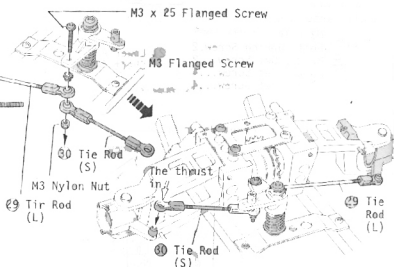 M3 x 25 Flanged Screw
M3 Flanged Screw
30 Tie Rod
(S)
The thrust
in
M3 Nylon Nut
29 Tir Rod
(L)
29 Tie
Rod
(L)
30 Tie Rod
(S)